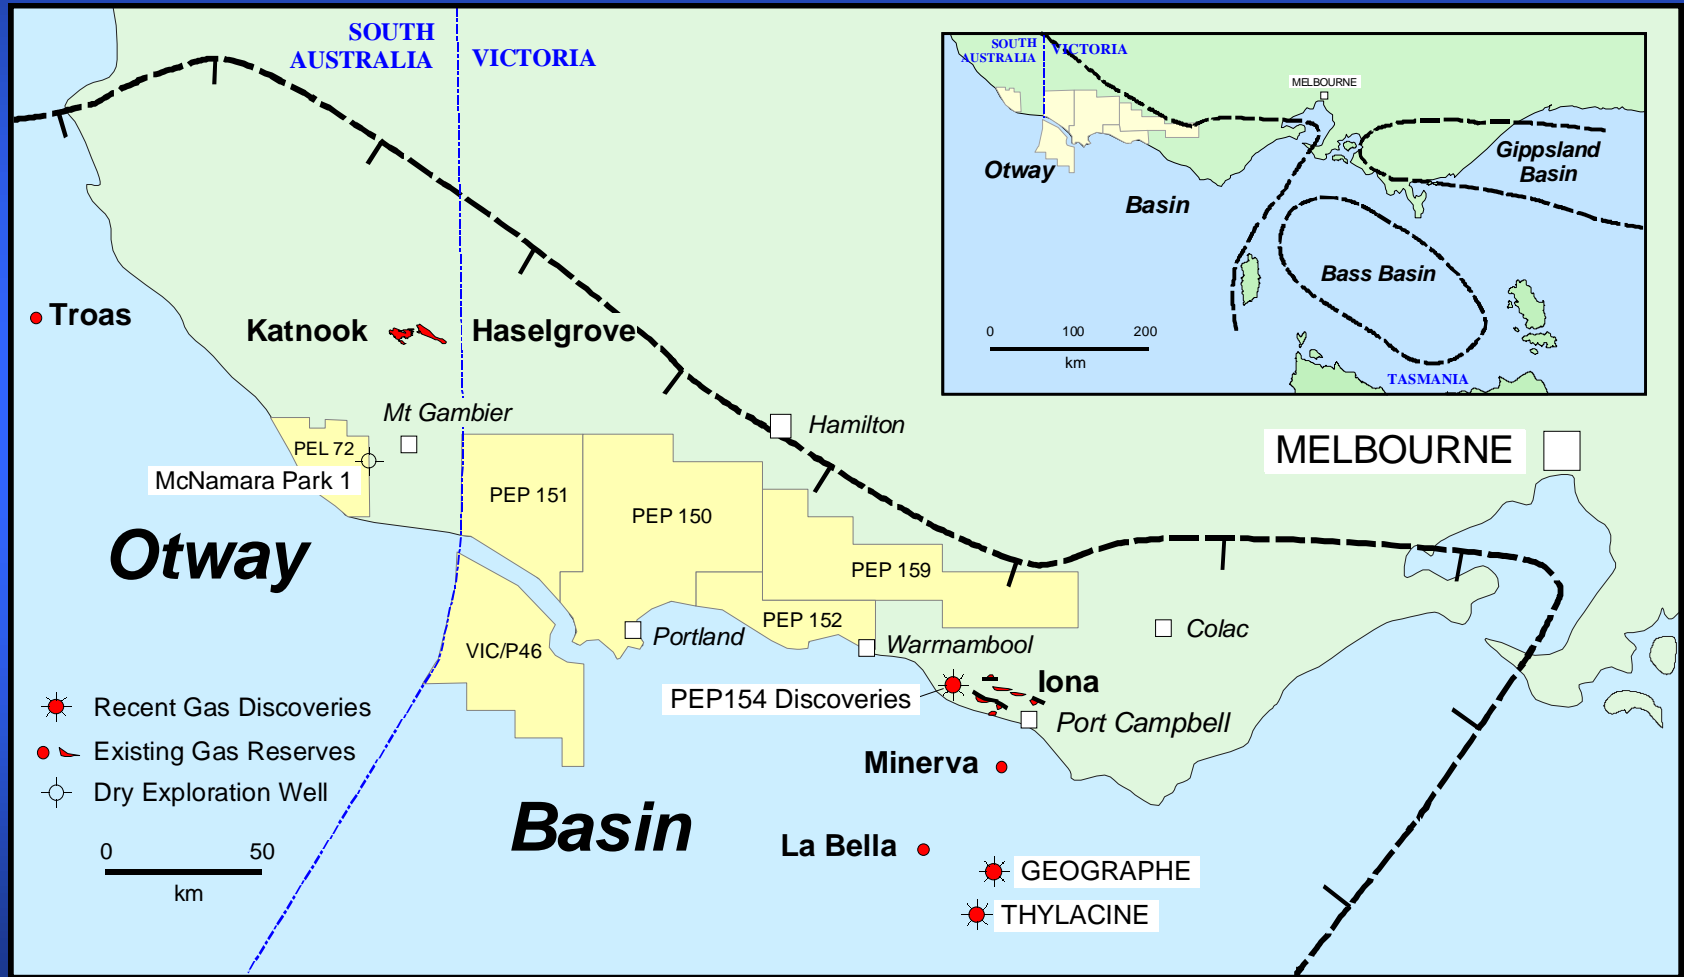 SOUTH
AUSTRALIA
VICTORIA
SOUTH
AUSTRALIA
VICTORIA
MELBOURNE
Otway
Basin
Gippsland
Basin
Bass Basin
0 100 200
km
TASMANIA
Troas
Katnook
Haselgrove
Mt Gambier
Hamilton
MELBOURNE
PEL 72
McNamara Park 1
PEP 151
PEP 150
Otway
PEP 159
PEP 152
VIC/P46
Portland
Warrnambool
Colac
PEP154 Discoveries
Iona
Port Campbell
Recent Gas Discoveries
Existing Gas Reserves
Dry Exploration Well
Minerva
Basin
La Bella
GEOGRAPHE
THYLACINE
0 50
km